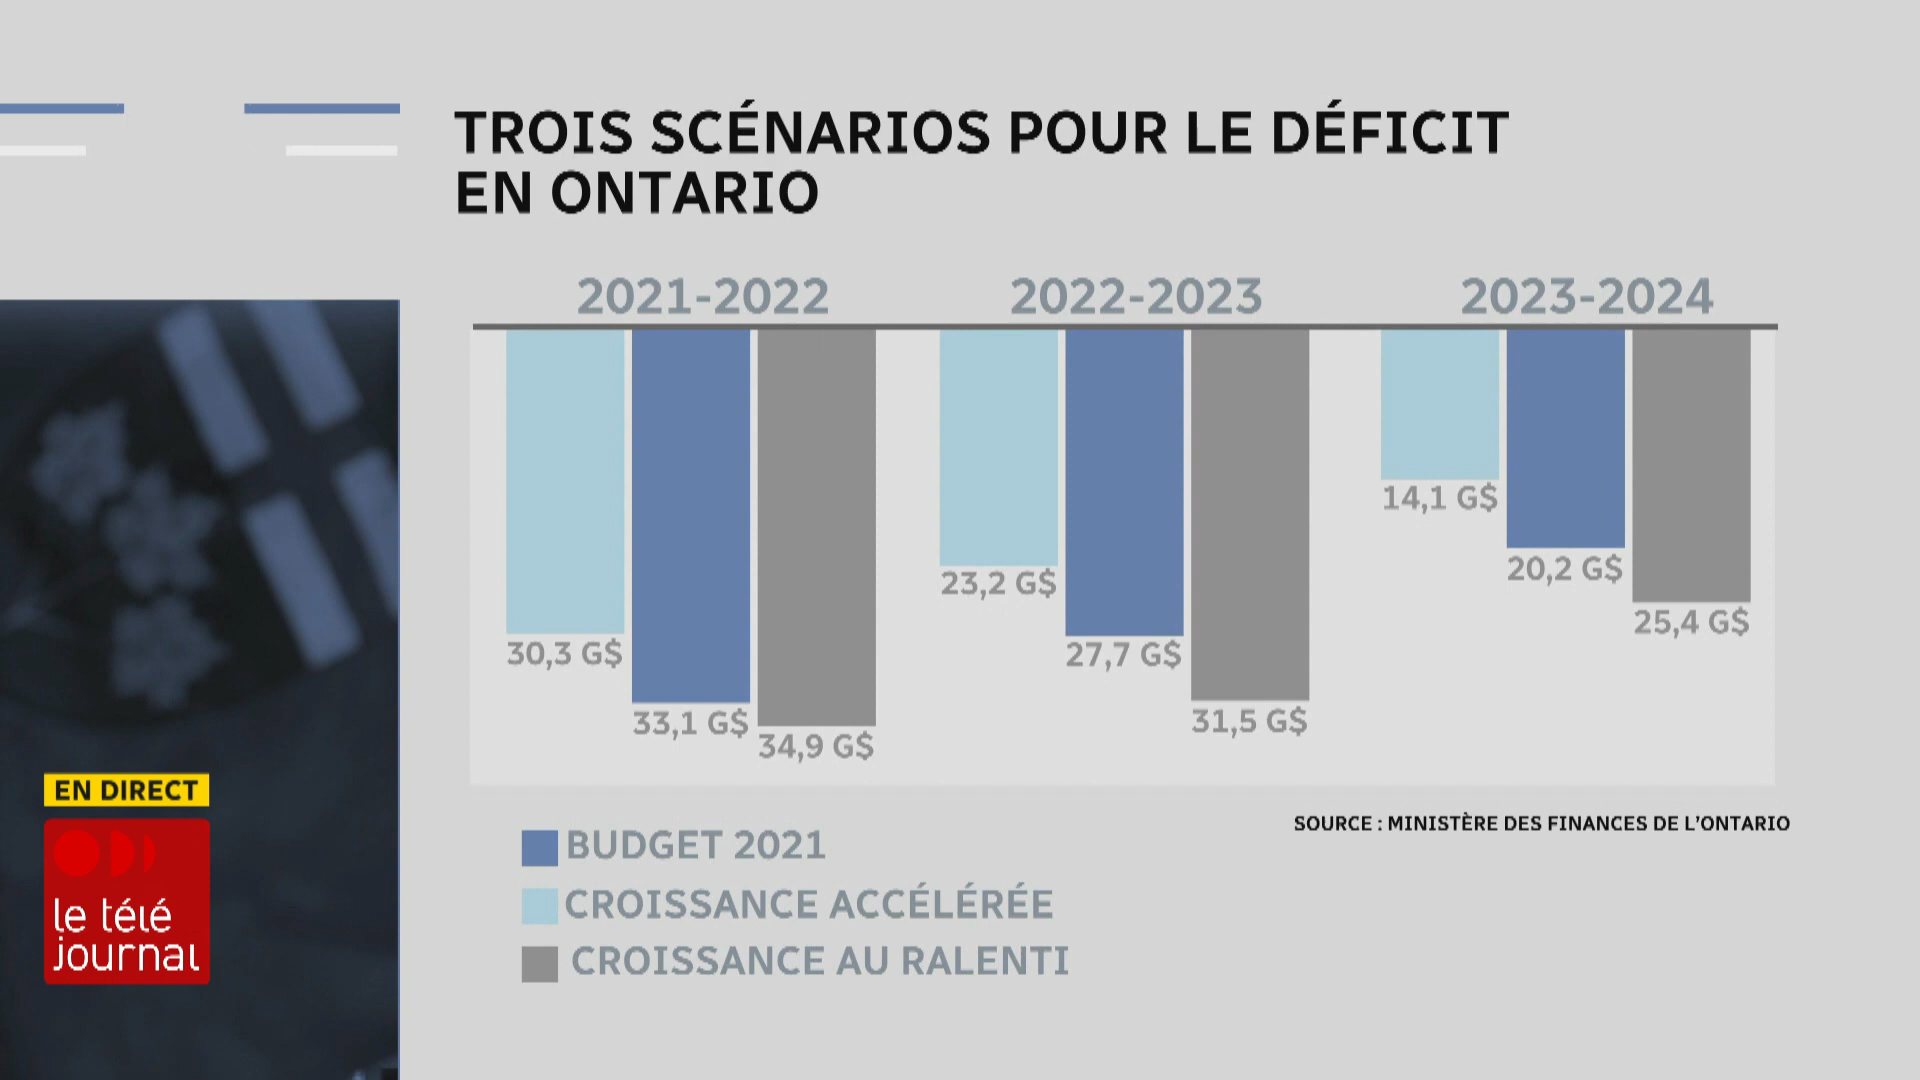 TROIS SCÉNARIOS POUR LE DÉFICIT
EN ONTARIO
2021-2022
2022-2023
2023-2024
30,3 G$
33,1 G$
34,9 G$
23,2 G$
27,7 G$
31,5 G$
14,1 G$
20,2 G$
25,4 G$
SOURCE : MINISTÈRE DES FINANCES DE L'ONTARIO
BUDGET 2021
CROISSANCE ACCÉLÉRÉE
CROISSANCE AU RALENTI
EN DIRECT
le télé
journal